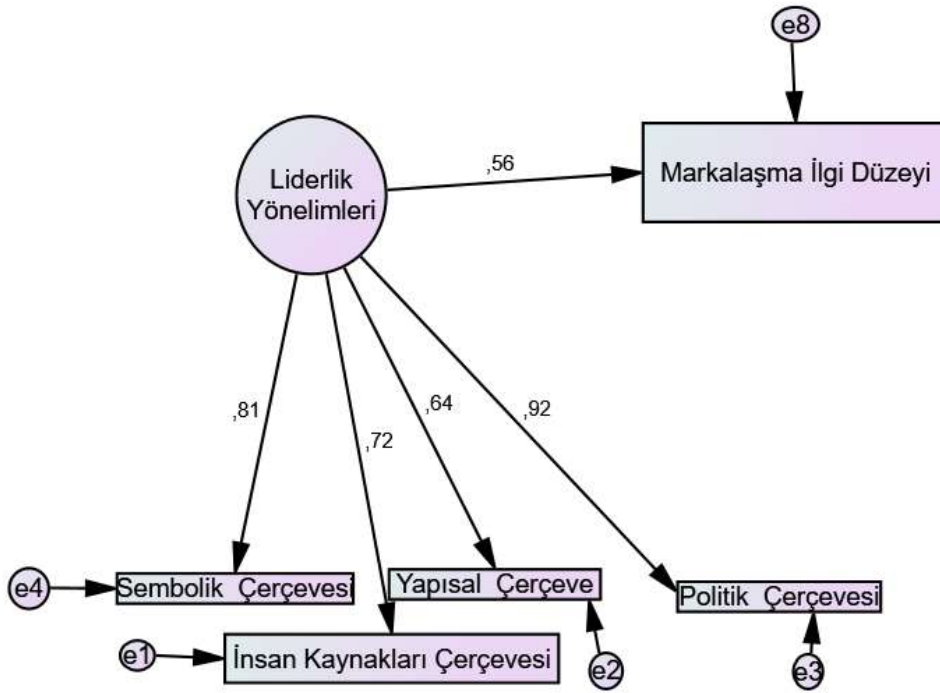 e8
Liderlik
Yönelimleri
,56
Markalaşma İlgi Düzeyi
,81
,72
,64
,92
e4
Sembolik Çerçevesi
Yapısal Çerçeve
Politik Çerçevesi
e1
İnsan Kaynakları Çerçevesi
e2
e3